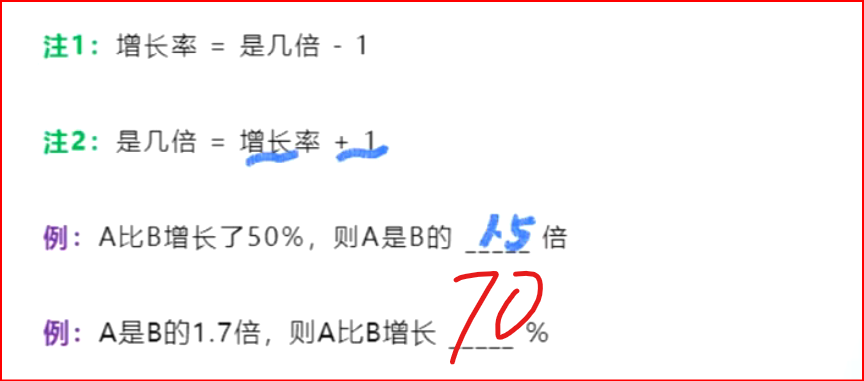 注1：增长率 = 是几倍 - 1
注2：是几倍 = 增长率 + 1
例：A比B增长了50%，则A是B的 1.5 倍
例：A是B的1.7倍，则A比B增长 70 %